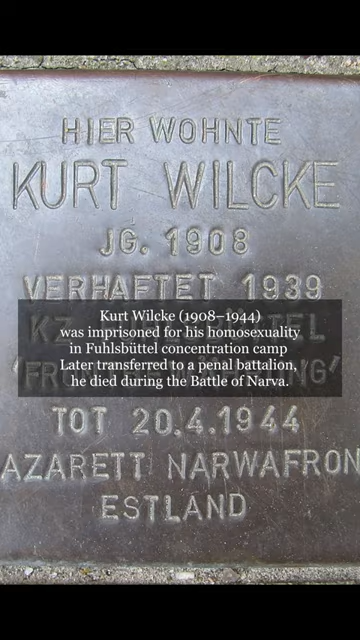 HIER WOHNTE
KURT WILCKE
JG. 1908
VERHAFTET 1939
Kurt Wilcke (1908–1944)
was imprisoned for his homosexuality
in Fuhlsbüttel concentration camp
Later transferred to a penal battalion,
he died during the Battle of Narva.
TOT 20.4.1944
AZARETT NARWAFRON
ESTLAND